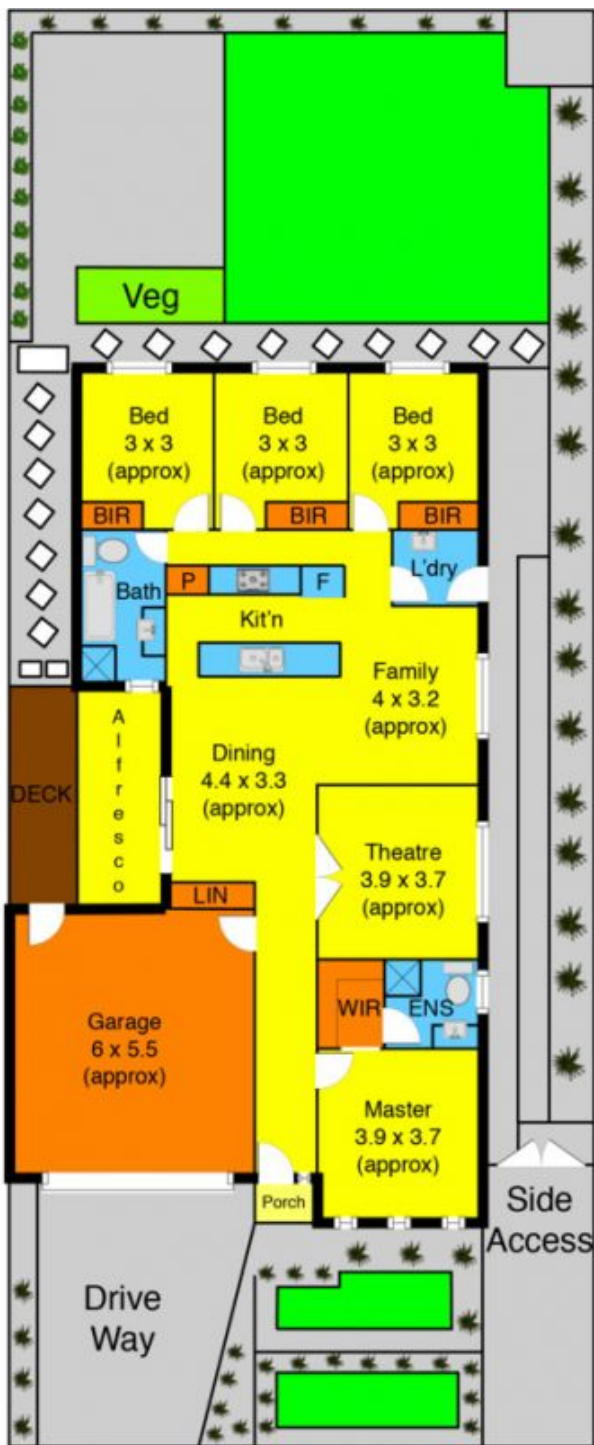 Veg
Bed
3 x 3
(approx)
Bed
3 x 3
(approx)
Bed
3 x 3
(approx)
BIR
BIR
BIR
Bath
P
F
L'dry
Kit'n
Family
4 x 3.2
(approx)
Alfresco
DECK
Dining
4.4 x 3.3
(approx)
Theatre
3.9 x 3.7
(approx)
LIN
Garage
6 x 5.5
(approx)
WIR
ENS
Master
3.9 x 3.7
(approx)
Porch
Side
Access
Drive
Way